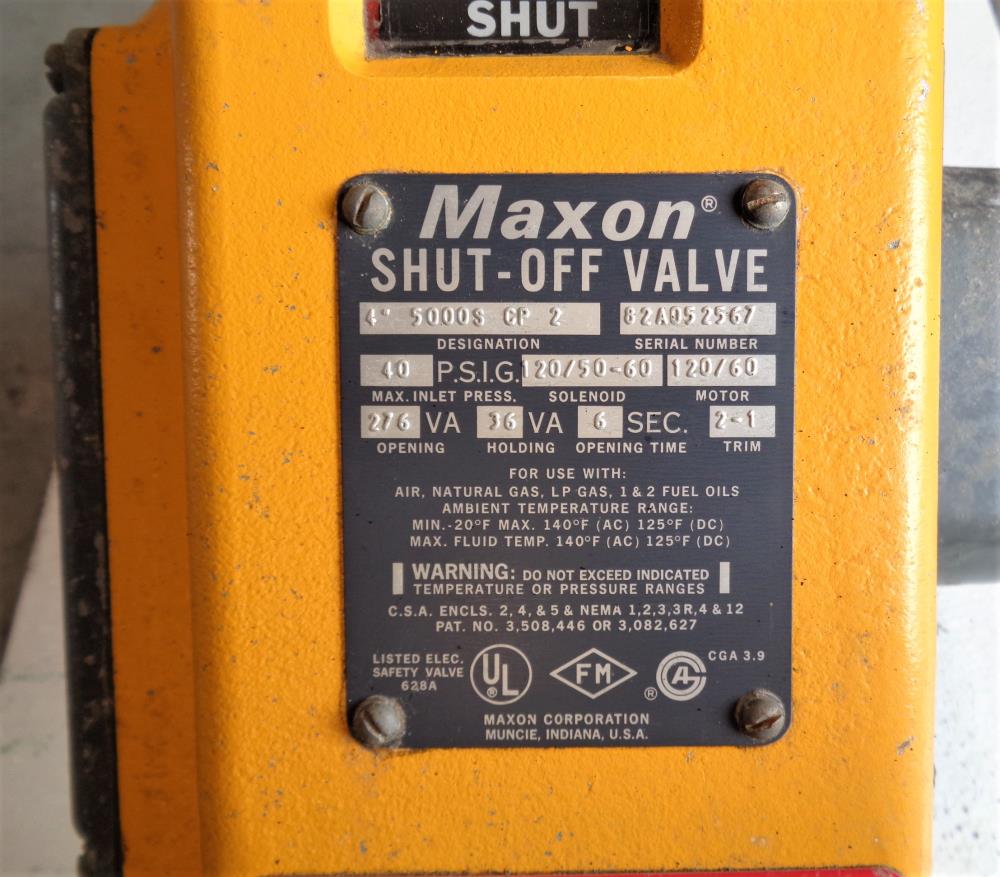 SHUT
Maxon®
SHUT-OFF VALVE
4" 5000S CP 2 82A052567
DESIGNATION SERIAL NUMBER
40 P.S.I.G. 120/50-60 120/60
MAX. INLET PRESS. SOLENOID MOTOR
276 VA 36 VA 6 SEC. 2-1
OPENING HOLDING OPENING TIME TRIM
FOR USE WITH:
AIR, NATURAL GAS, LP GAS, 1 & 2 FUEL OILS
AMBIENT TEMPERATURE RANGE:
MIN.-20°F MAX. 140°F (AC) 125°F (DC)
MAX. FLUID TEMP. 140°F (AC) 125°F (DC)
WARNING: DO NOT EXCEED INDICATED
TEMPERATURE OR PRESSURE RANGES
C.S.A. ENCLS. 2, 4, & 5 & NEMA 1,2,3,3R,4 & 12
PAT. NO. 3,508,446 OR 3,082,627
LISTED ELEC.
SAFETY VALVE
628A
UL®
FM
®
CGA 3.9
MAXON CORPORATION
MUNCIE, INDIANA, U.S.A.